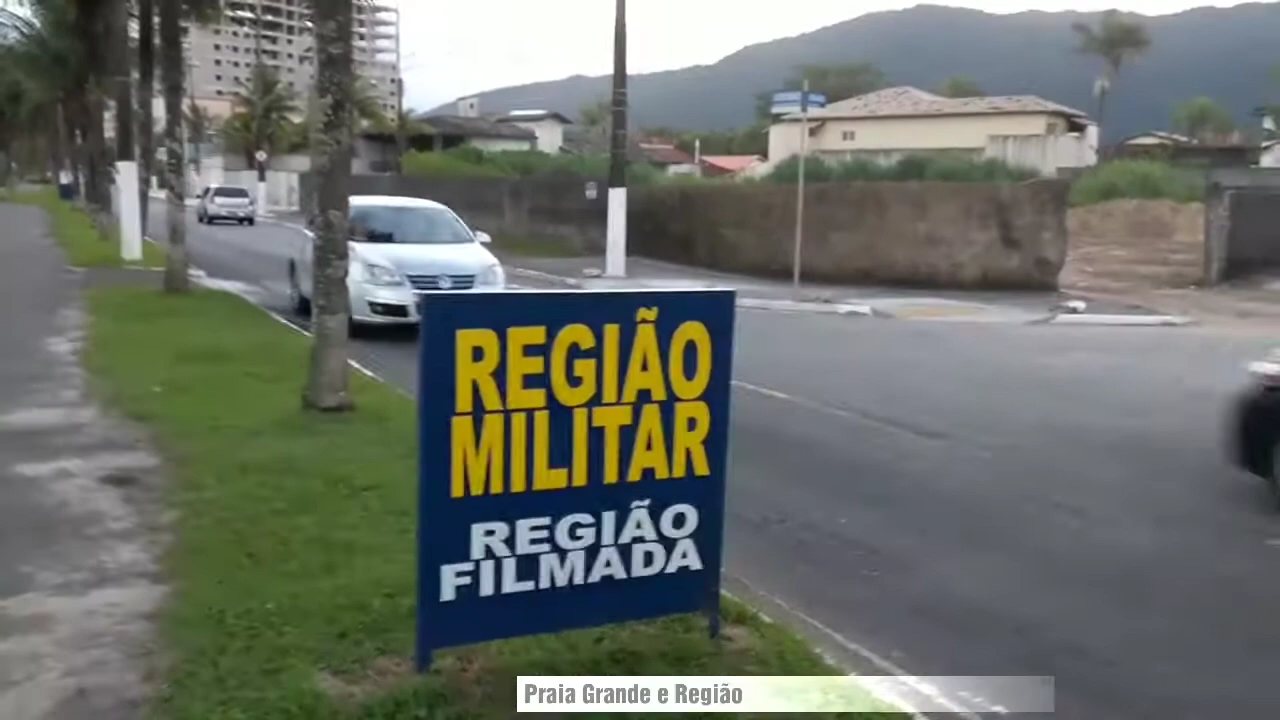 REGIÃO
MILITAR
REGIÃO
FILMADA
Praia Grande e Região